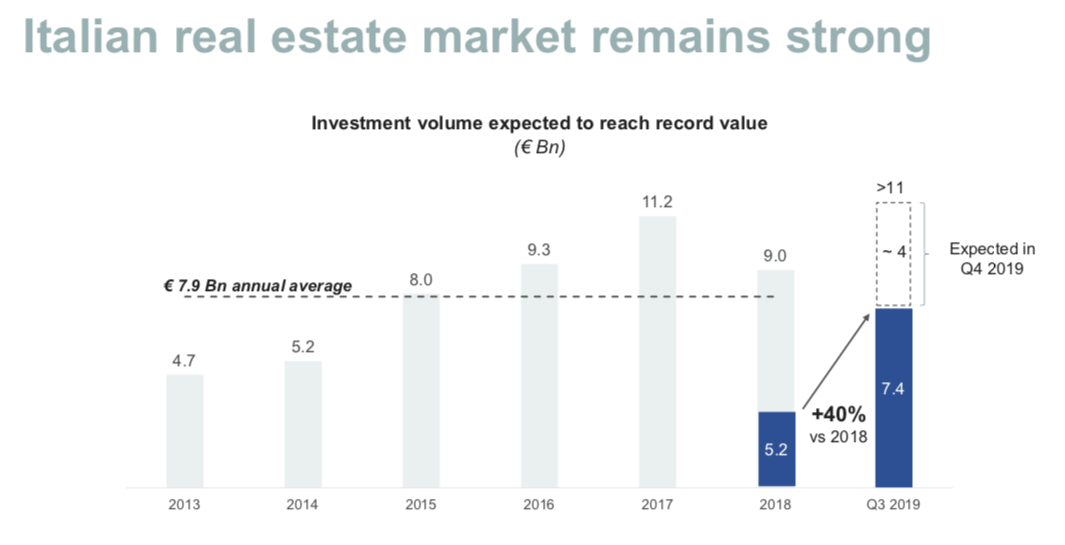 Italian real estate market remains strong
Investment volume expected to reach record value
(€ Bn)
>11
11.2
~ 4
Expected in
Q4 2019
9.3
9.0
8.0
€ 7.9 Bn annual average
5.2
4.7
7.4
+40%
vs 2018
5.2
2013
2014
2015
2016
2017
2018
Q3 2019